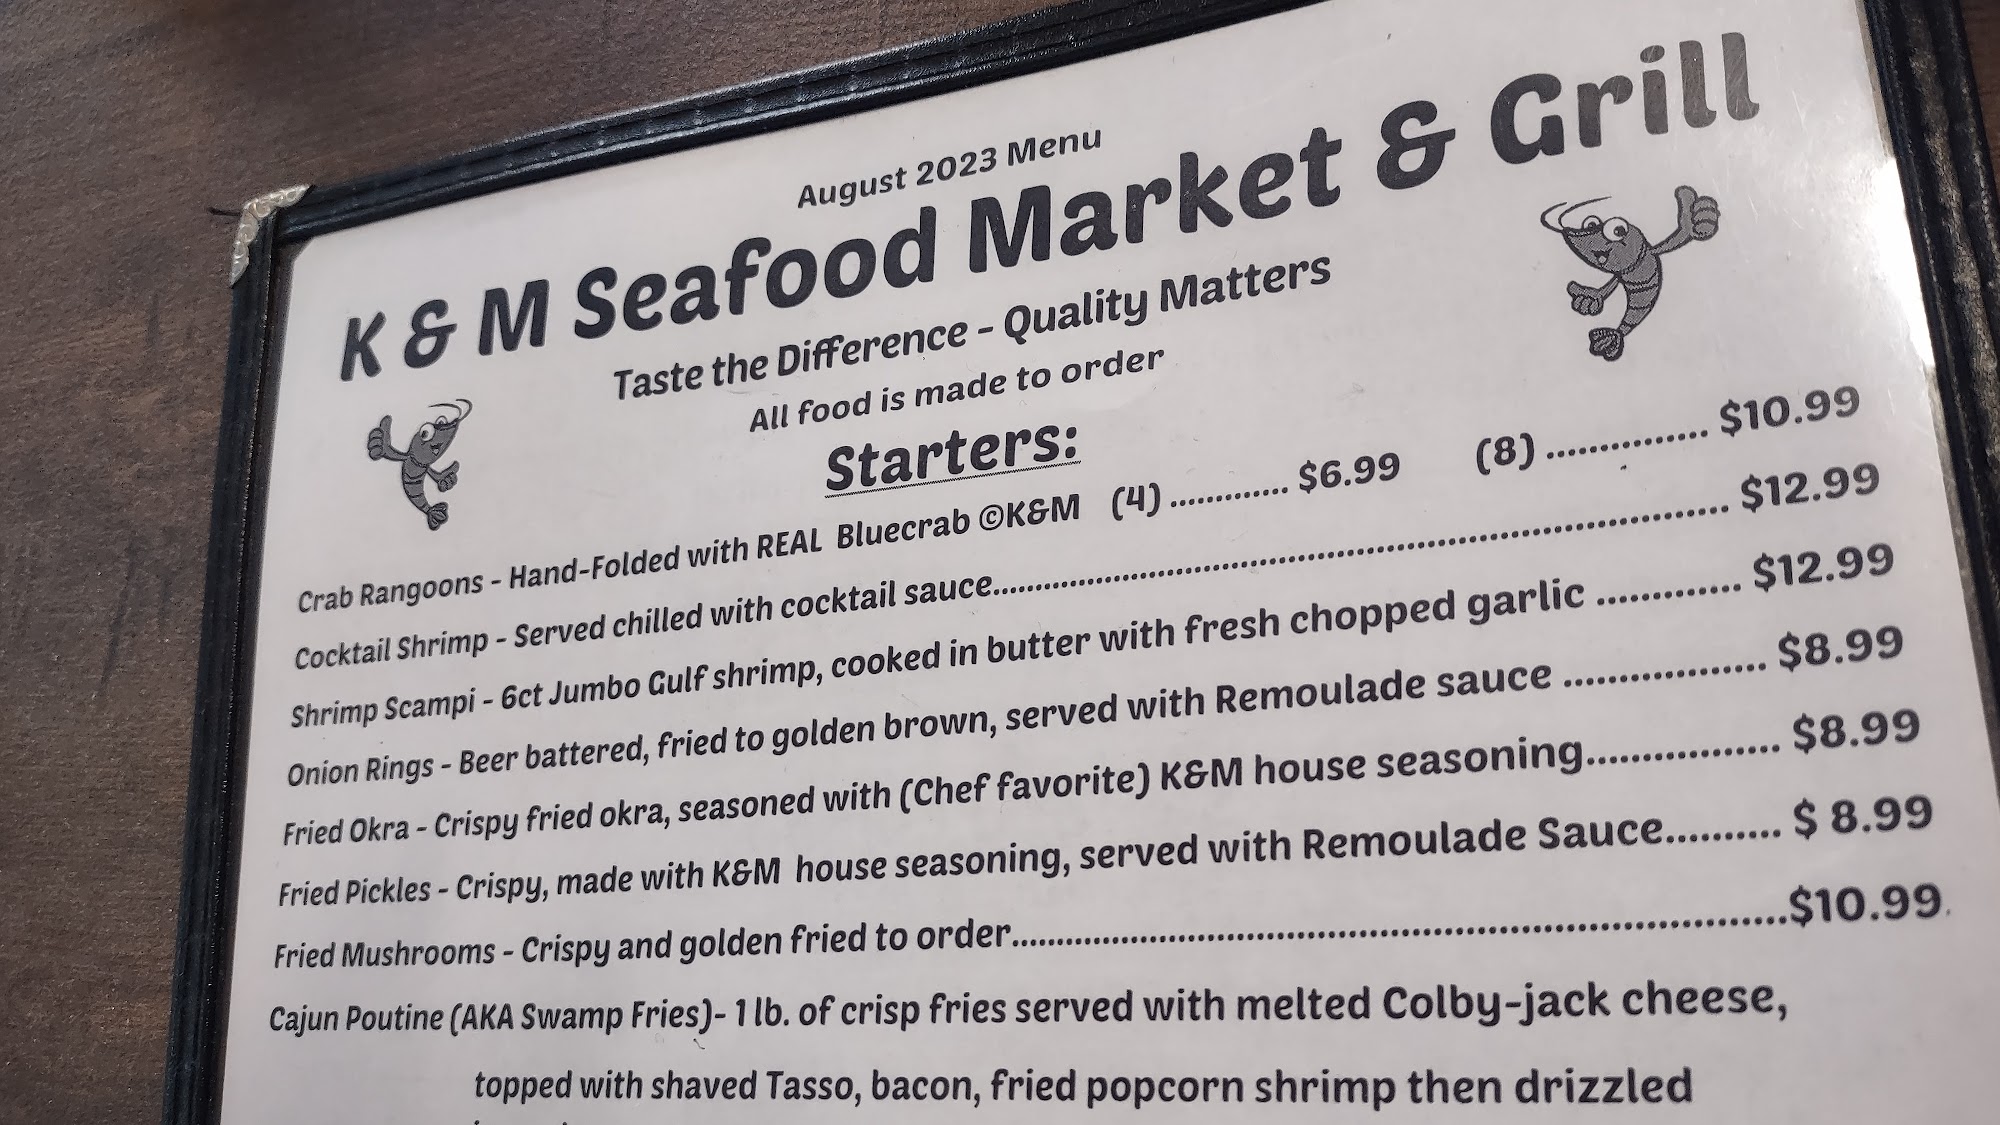 August 2023 Menu
K & M Seafood Market & Grill
Taste the Difference - Quality Matters
All food is made to order
Starters:
Crab Rangoons - Hand-Folded with REAL Bluecrab ©K&M (4) ............. $6.99 (8) ............... $10.99
Cocktail Shrimp - Served chilled with cocktail sauce.................................................................. $12.99
Shrimp Scampi - 6ct Jumbo Gulf shrimp, cooked in butter with fresh chopped garlic ............. $12.99
Onion Rings - Beer battered, fried to golden brown, served with Remoulade sauce .................. $8.99
Fried Okra - Crispy fried okra, seasoned with (Chef favorite) K&M house seasoning................. $8.99
Fried Pickles - Crispy, made with K&M house seasoning, served with Remoulade Sauce.......... $ 8.99
Fried Mushrooms - Crispy and golden fried to order......................................................................$10.99
Cajun Poutine (AKA Swamp Fries)- 1 lb. of crisp fries served with melted Colby-jack cheese,
topped with shaved Tasso, bacon, fried popcorn shrimp then drizzled